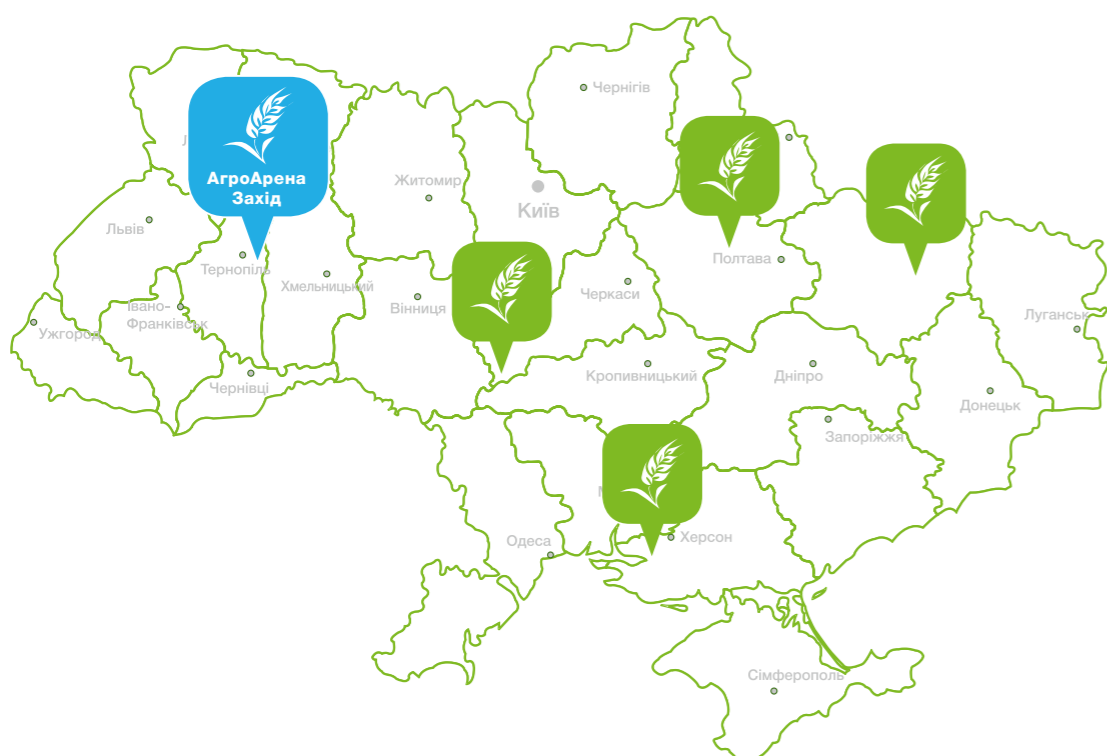 Чернігів
АгроАрена
Захід
Житомир
Київ
Львів
Тернопіль
Хмельницький
Полтава
Вінниця
Черкаси
Івано-
Франківськ
Ужгород
Луганськ
Чернівці
Кропивницький
Дніпро
Донецьк
Запоріжжя
Одеса
Херсон
Сімферополь